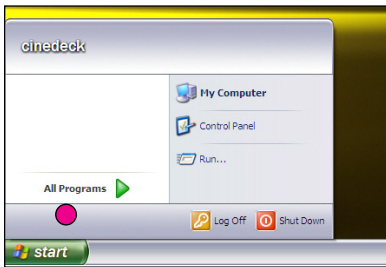 cinedeck
My Computer
Control Panel
Run...
All Programs
Log Off Shut Down
start